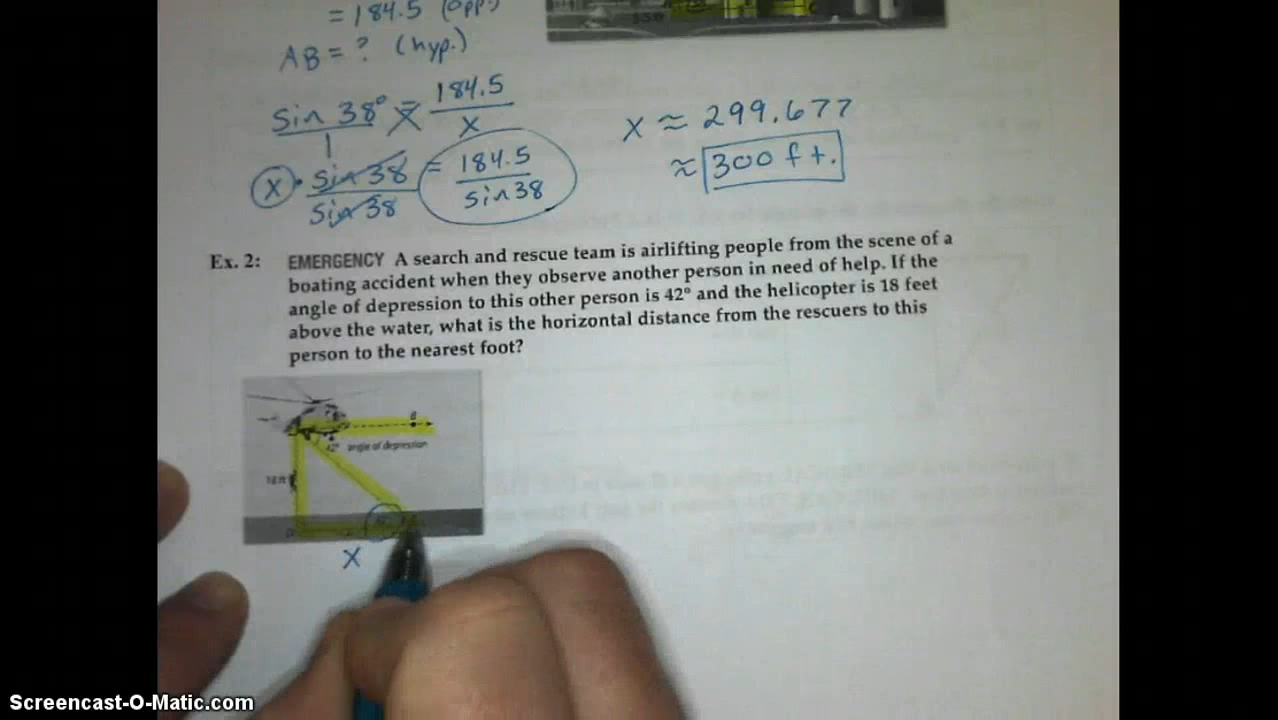 = 184.5 (opp.)
AB = ? (hyp.)
sin 38° = 184.5
1 x
x · sin 38 = 184.5
sin 38 sin 38
x ≈ 299.677
≈ 300 ft.
Ex. 2: EMERGENCY A search and rescue team is airlifting people from the scene of a
boating accident when they observe another person in need of help. If the
angle of depression to this other person is 42° and the helicopter is 18 feet
above the water, what is the horizontal distance from the rescuers to this
person to the nearest foot?
42° angle of depression
18 ft
x
Screencast-O-Matic.com